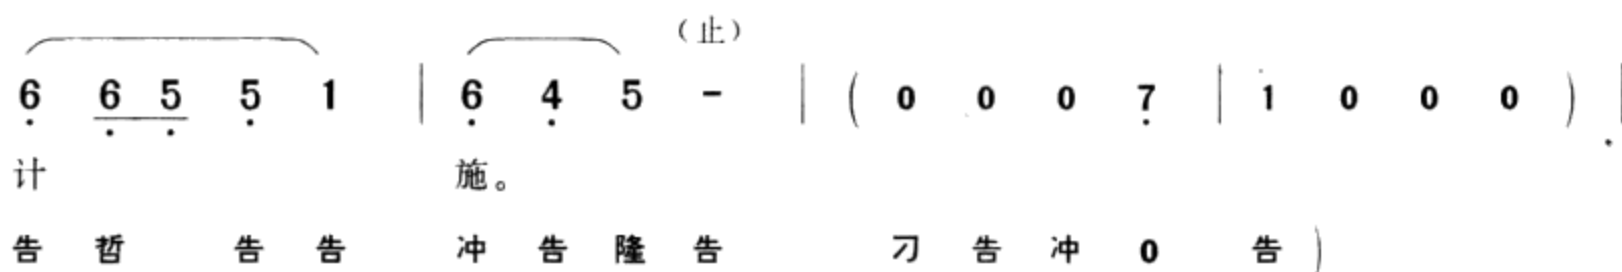 (止)
6 6 5 5 1 | 6 4 5 - | ( 0 0 0 7 | 1 0 0 0 ) |
计 施。
告 哲 告 告 冲 告 隆 告 刁 告 冲 0 告 )